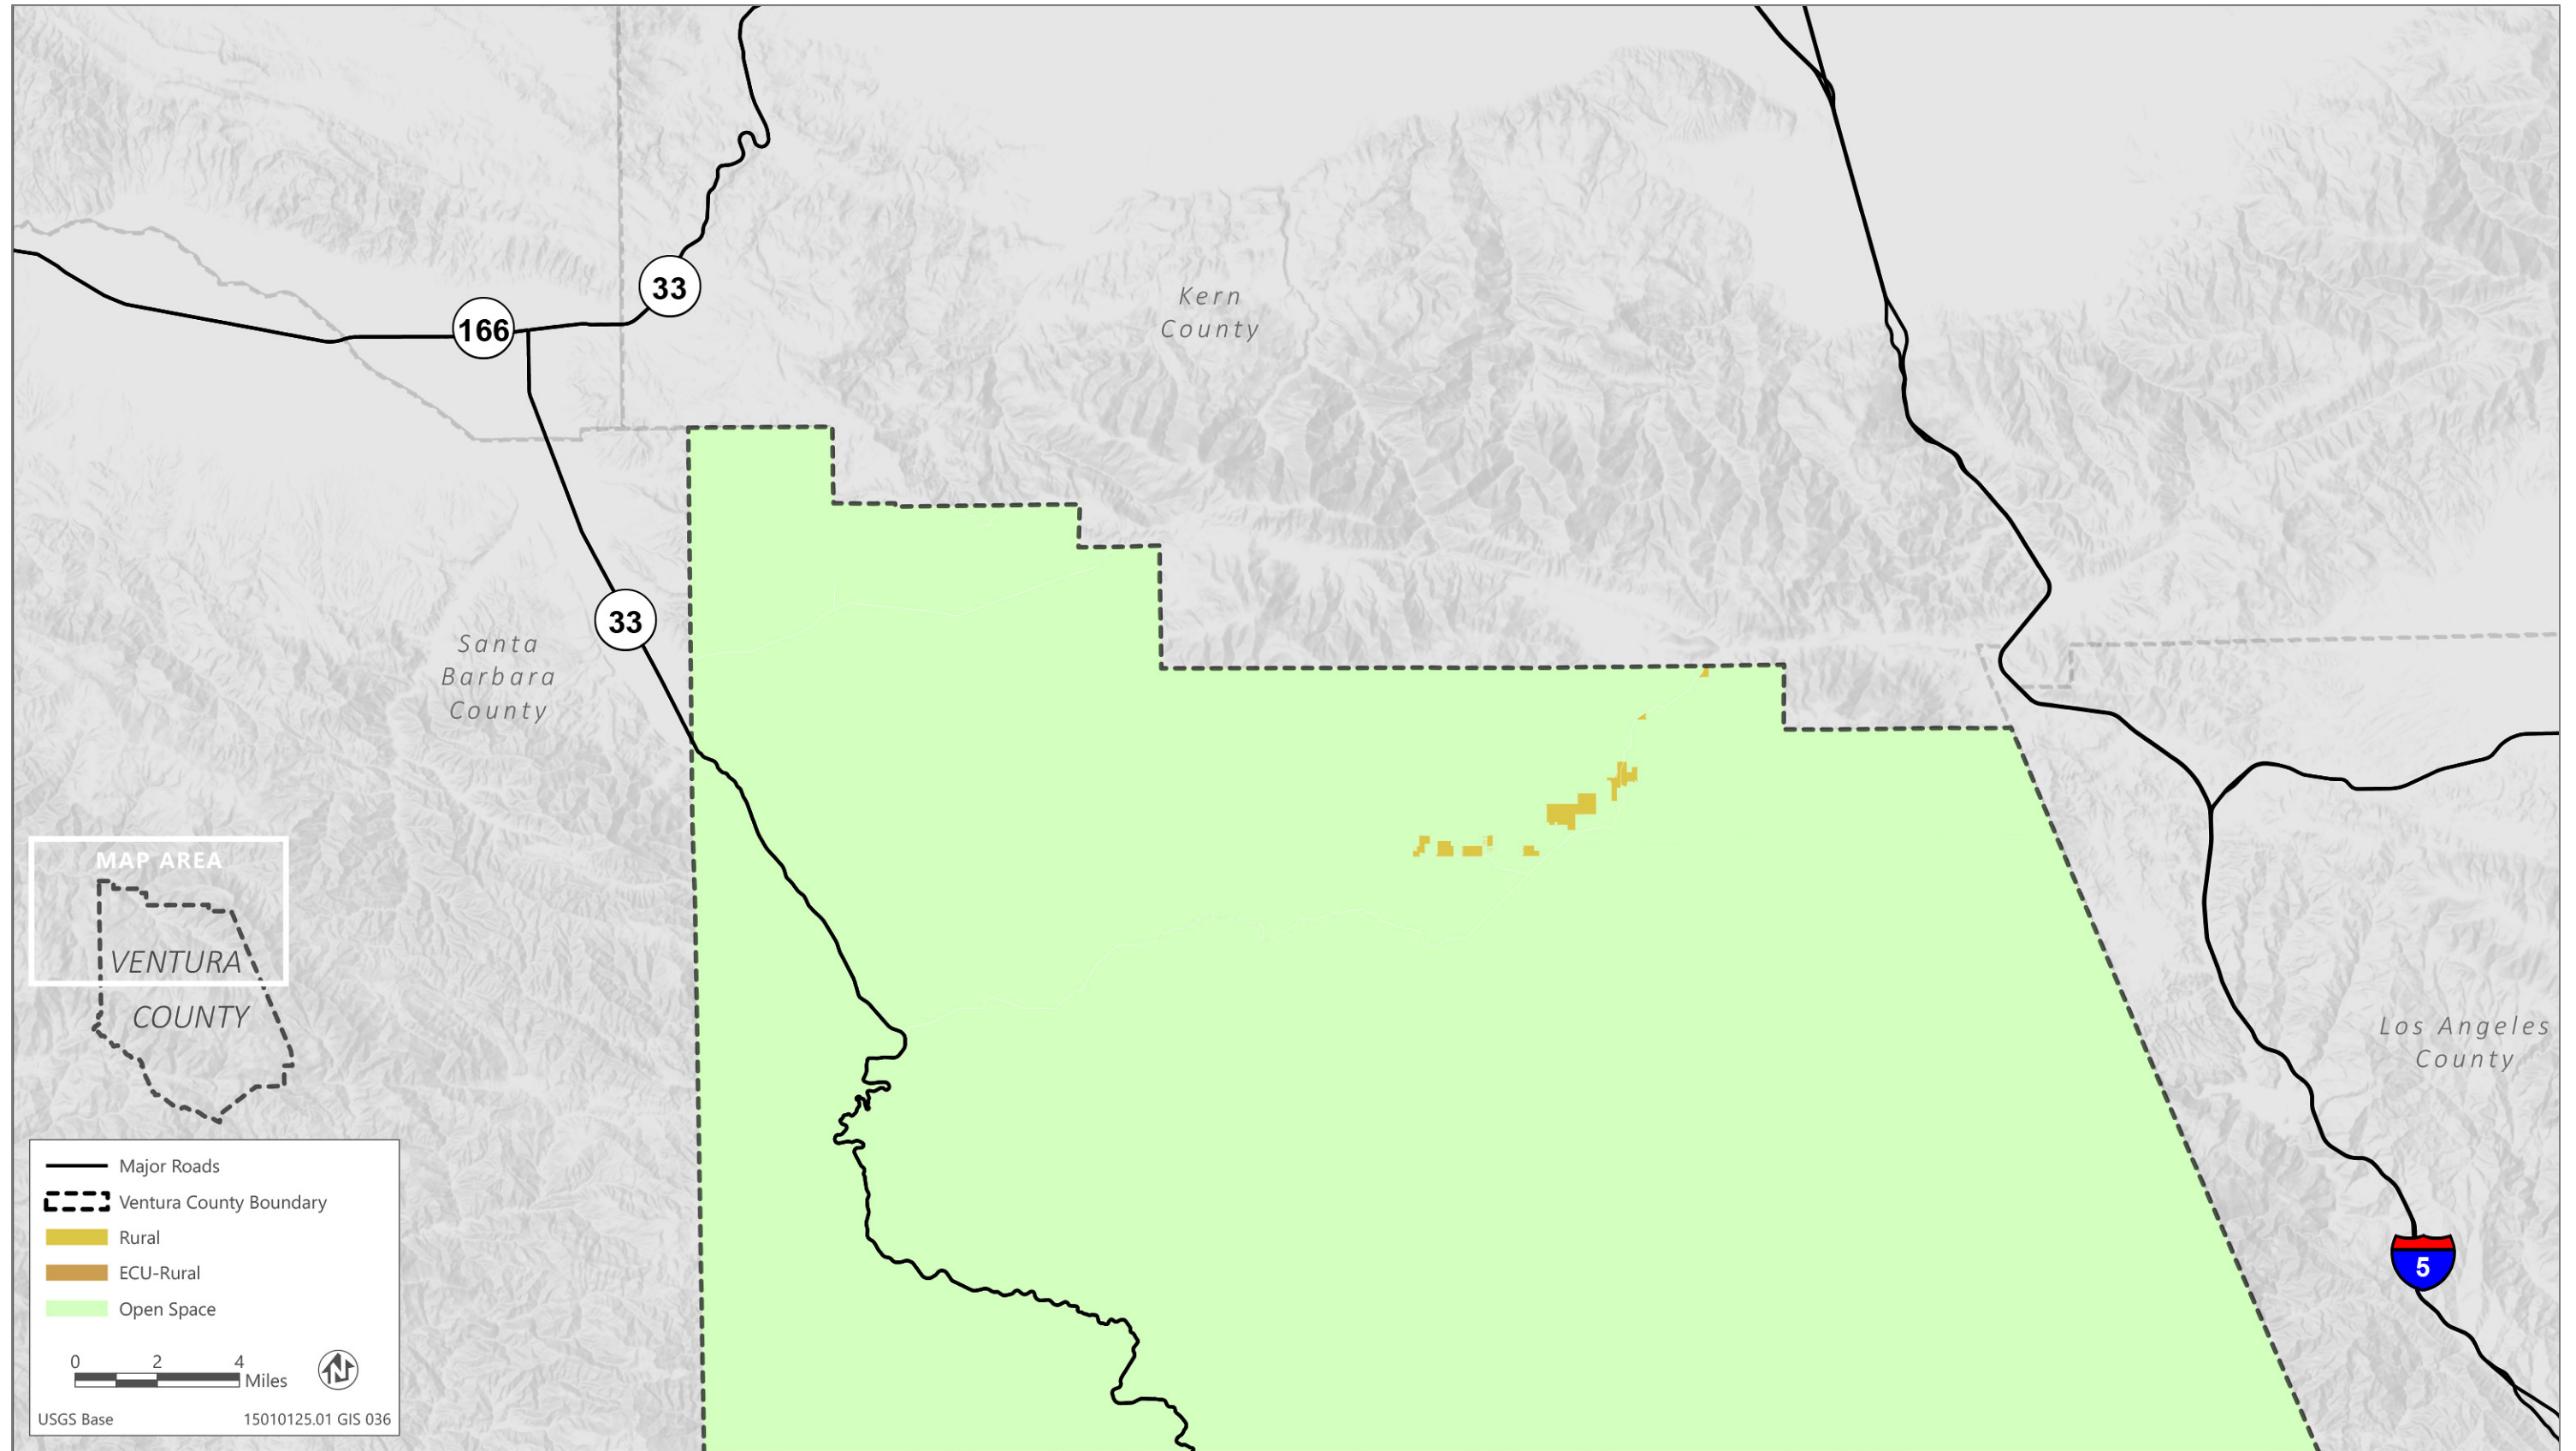 33
Kern
County
166
33
Santa
Barbara
County
MAP AREA
VENTURA
COUNTY
Los Angeles
County
Major Roads
Ventura County Boundary
Rural
ECU-Rural
Open Space
0 2 4
Miles
N
USGS Base 15010125.01 GIS 036
5